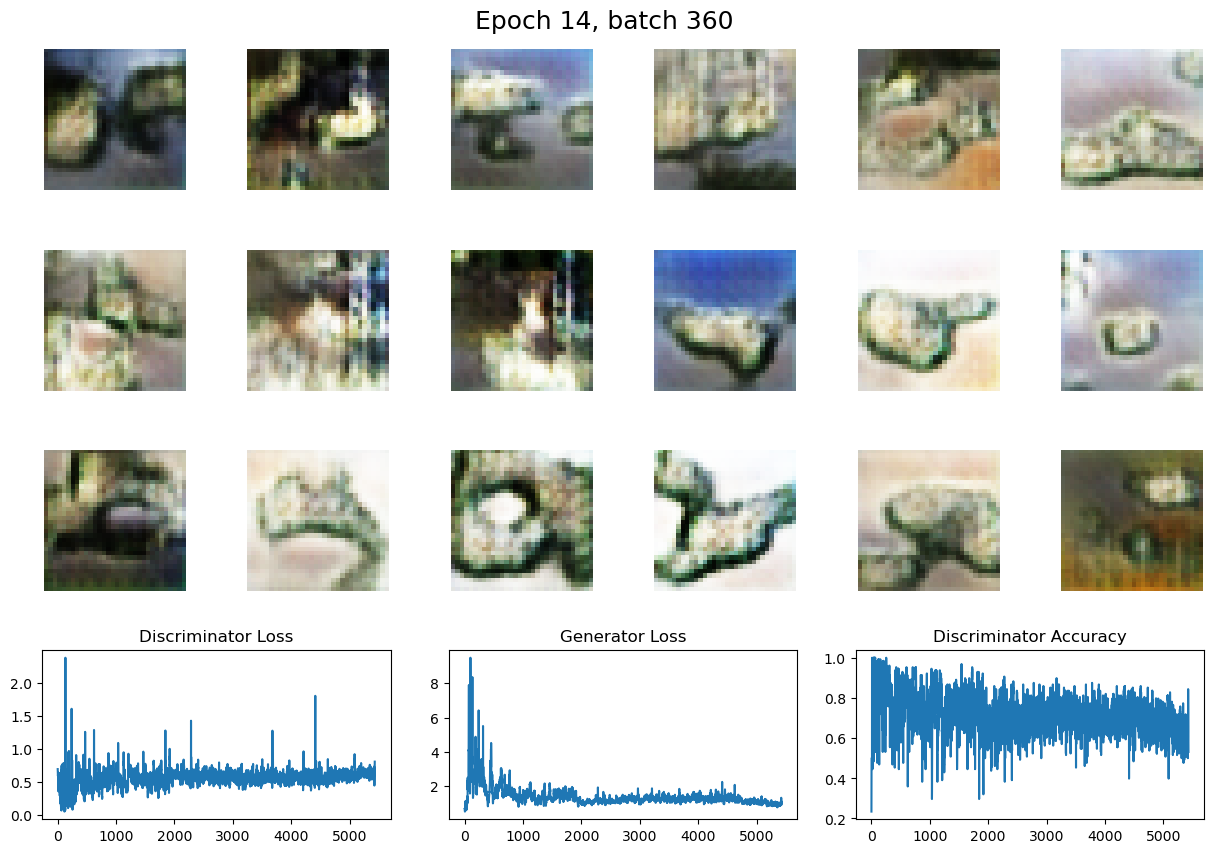 Epoch 14, batch 360
Discriminator Loss
Generator Loss
Discriminator Accuracy
2.0
1.5
1.0
0.5
0.0
0 1000 2000 3000 4000 5000
8
6
4
2
0 1000 2000 3000 4000 5000
1.0
0.8
0.6
0.4
0.2
0 1000 2000 3000 4000 5000